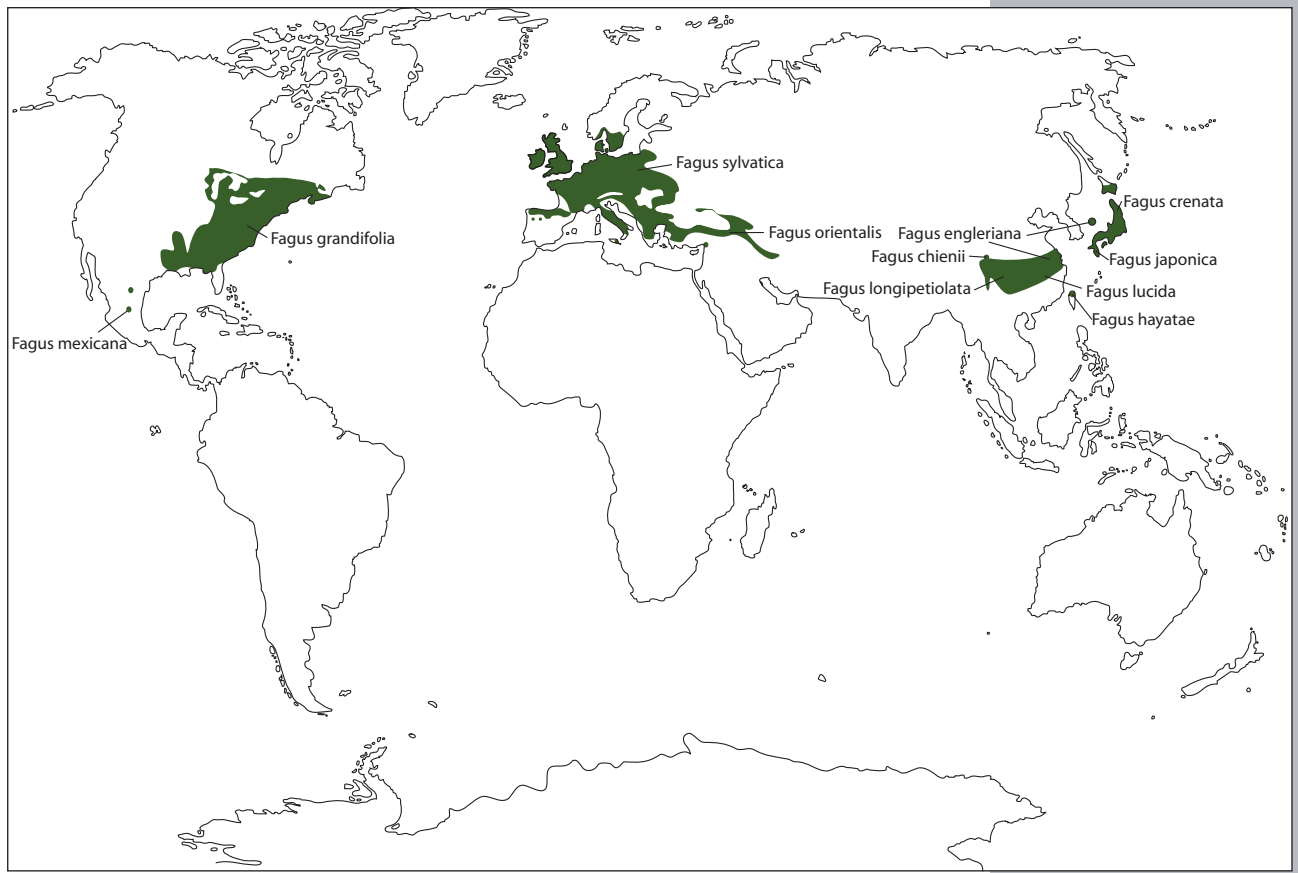 Fagus sylvatica
Fagus crenata
Fagus grandifolia
Fagus orientalis
Fagus engleriana
Fagus chienii
Fagus japonica
Fagus longipetiolata
Fagus lucida
Fagus hayatae
Fagus mexicana